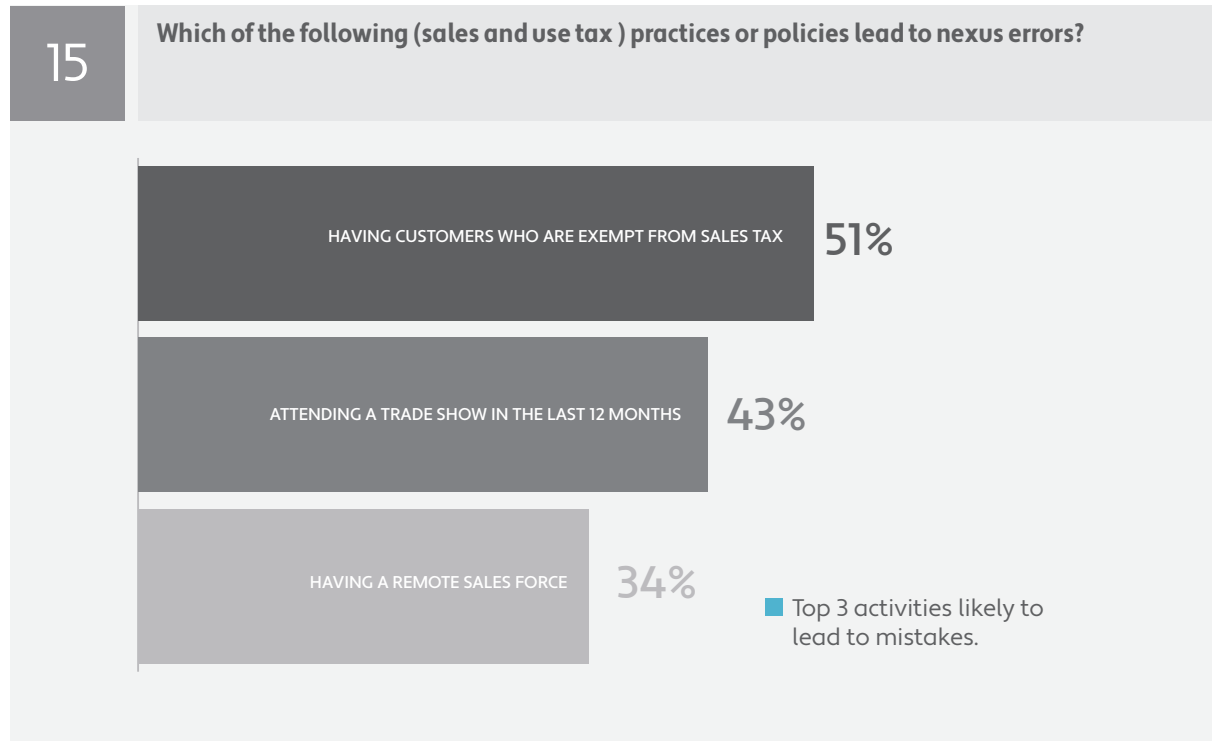 15
Which of the following (sales and use tax ) practices or policies lead to nexus errors?
HAVING CUSTOMERS WHO ARE EXEMPT FROM SALES TAX
51%
ATTENDING A TRADE SHOW IN THE LAST 12 MONTHS
43%
HAVING A REMOTE SALES FORCE
34%
Top 3 activities likely to
lead to mistakes.